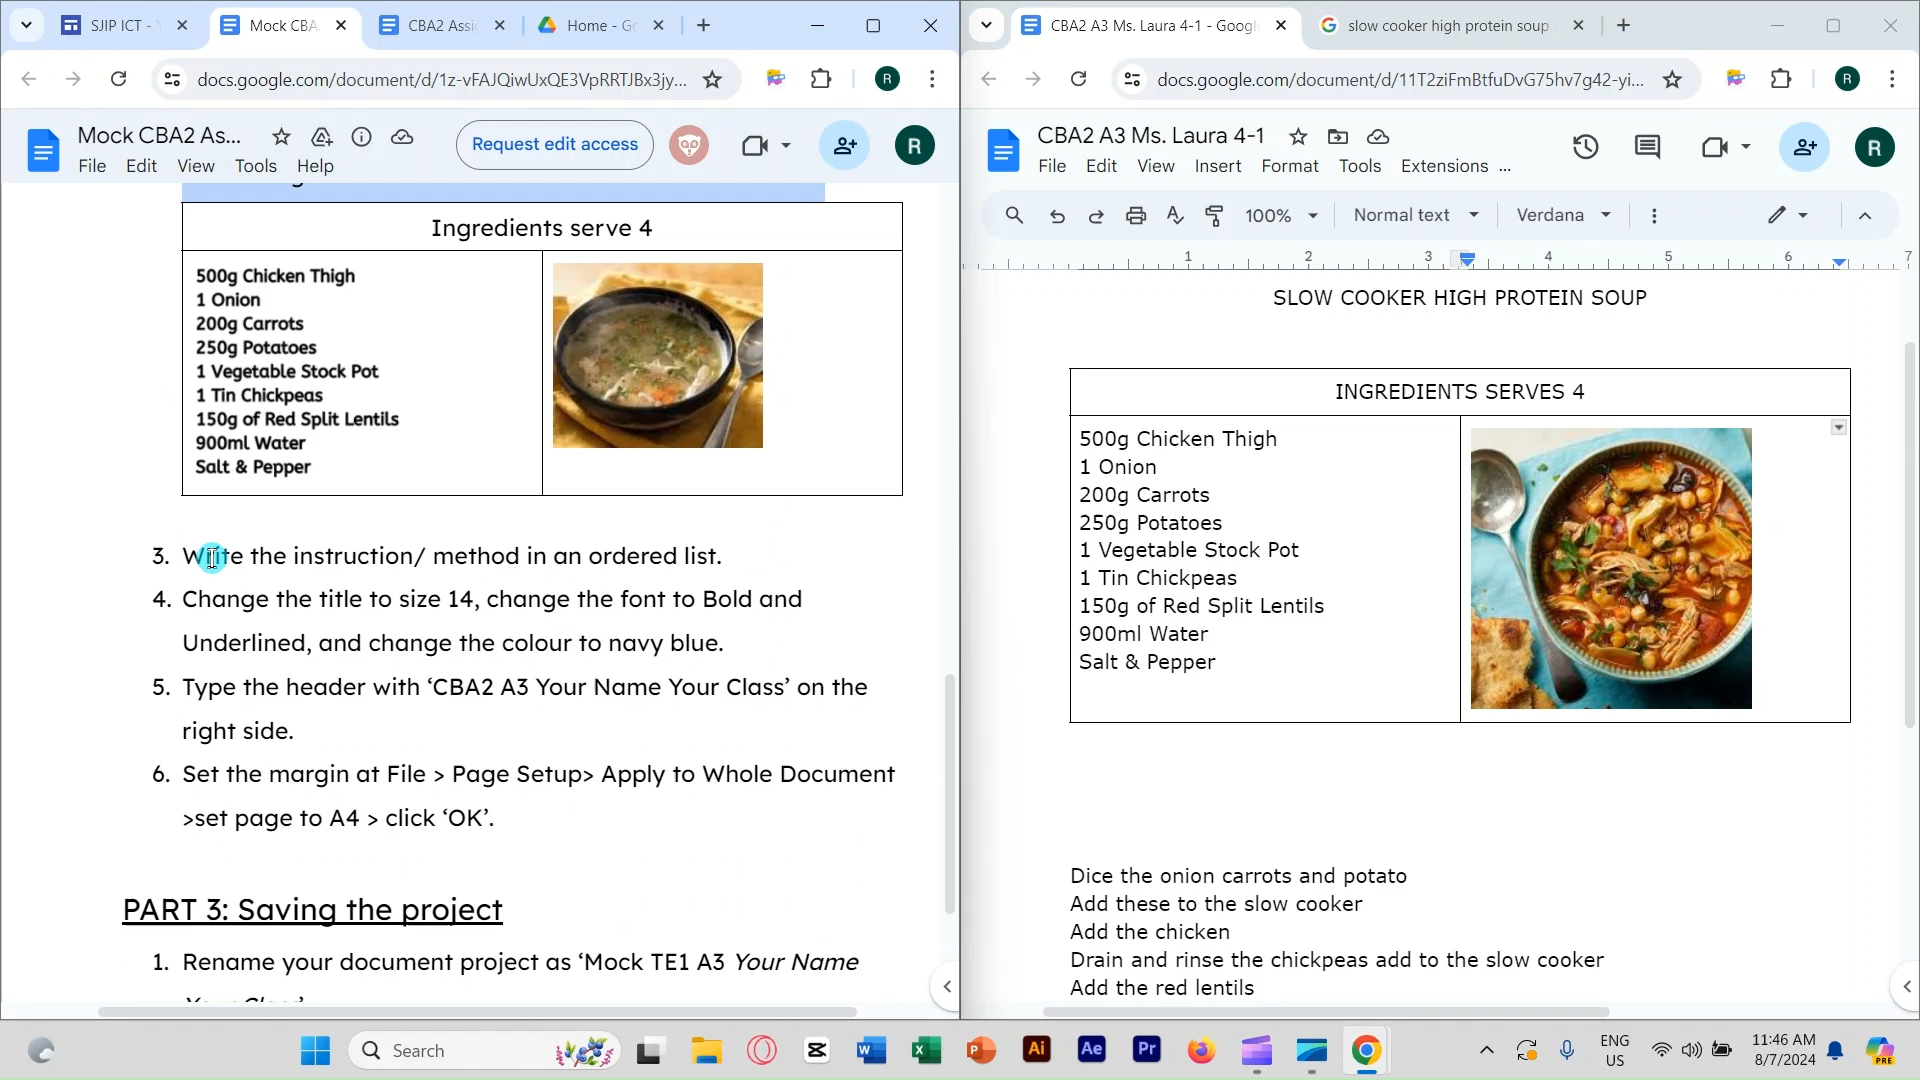 SJIP ICT - Y
Mock CBA
CBA2 Assi
Home - Go
docs.google.com/document/d/1z-vFAJQiwUxQE3VpRRTJBx3jy...
R
Mock CBA2 As...
Request edit access
R
File Edit View Tools Help
Ingredients serve 4
500g Chicken Thigh
1 Onion
200g Carrots
250g Potatoes
1 Vegetable Stock Pot
1 Tin Chickpeas
150g of Red Split Lentils
900ml Water
Salt & Pepper
3. Write the instruction/ method in an ordered list.
4. Change the title to size 14, change the font to Bold and
Underlined, and change the colour to navy blue.
5. Type the header with ‘CBA2 A3 Your Name Your Class’ on the
right side.
6. Set the margin at File > Page Setup> Apply to Whole Document
>set page to A4 > click ‘OK’.
PART 3: Saving the project
1. Rename your document project as ‘Mock TE1 A3 Your Name
Your Class’
CBA2 A3 Ms. Laura 4-1 - Google
slow cooker high protein soup -
docs.google.com/document/d/11T2ziFmBtfuDvG75hv7g42-yi...
R
CBA2 A3 Ms. Laura 4-1
R
File Edit View Insert Format Tools Extensions ...
100% Normal text Verdana
1 2 3 4 5 6 7
SLOW COOKER HIGH PROTEIN SOUP
INGREDIENTS SERVES 4
500g Chicken Thigh
1 Onion
200g Carrots
250g Potatoes
1 Vegetable Stock Pot
1 Tin Chickpeas
150g of Red Split Lentils
900ml Water
Salt & Pepper
Dice the onion carrots and potato
Add these to the slow cooker
Add the chicken
Drain and rinse the chickpeas add to the slow cooker
Add the red lentils
Search
Ai
Ae
Pr
ENG
US
11:46 AM
8/7/2024
PRE